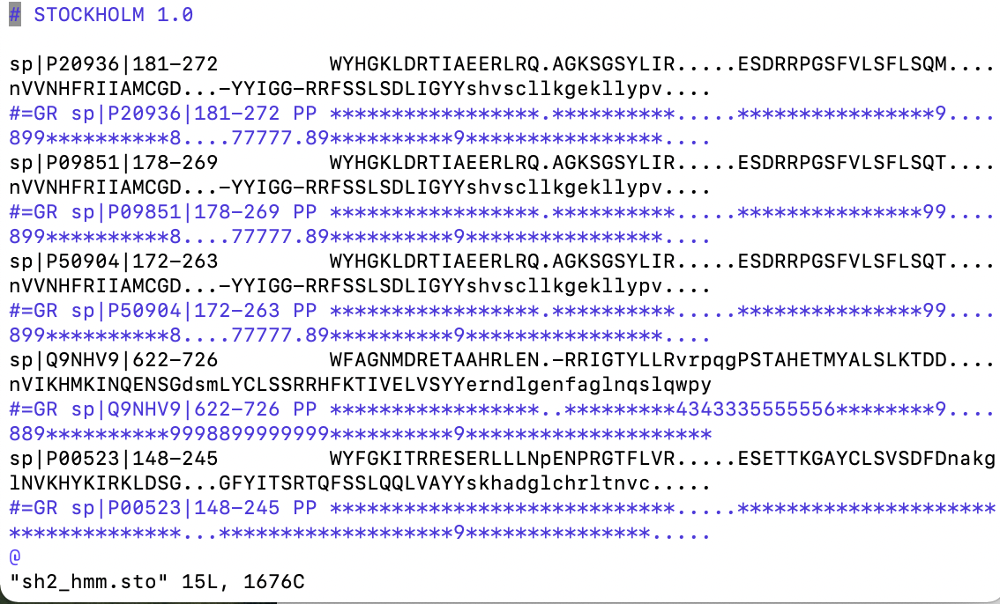 # STOCKHOLM 1.0
sp|P20936|181-272         WYHGKLDRTIAEERLRQ.AGKSGSYLIR.....ESDRRPGSFVLSFLSQM....
nVVNHFRIIAMCGD...-YYIGG-RRFSSLSDLIGYYshvscllkgekllypv....
#=GR sp|P20936|181-272 PP *****************.**********.....****************9....
899**********8....77777.89**********9****************....
sp|P09851|178-269         WYHGKLDRTIAEERLRQ.AGKSGSYLIR.....ESDRRPGSFVLSFLSQT....
nVVNHFRIIAMCGD...-YYIGG-RRFSSLSDLIGYYshvscllkgekllypv....
#=GR sp|P09851|178-269 PP *****************.**********.....***************99....
899**********8....77777.89**********9****************....
sp|P50904|172-263         WYHGKLDRTIAEERLRQ.AGKSGSYLIR.....ESDRRPGSFVLSFLSQT....
nVVNHFRIIAMCGD...-YYIGG-RRFSSLSDLIGYYshvscllkgekllypv....
#=GR sp|P50904|172-263 PP *****************.**********.....***************99....
899**********8....77777.89**********9****************....
sp|Q9NHV9|622-726         WFAGNMDRETAAHRLEN.-RRIGTYLLRvrpqgPSTAHETMYALSLKTDD....
nVIKHMKINQENSGdsmLYCLSSRRHFKTIVELVSYYerndlgenfaglnqslqwpy
#=GR sp|Q9NHV9|622-726 PP *****************..*********4343335555556********9....
889**********9998899999999**********9********************
sp|P00523|148-245         WYFGKITRRESERLLLNpENPRGTFLVR.....ESETTKGAYCLSVSDFDnakg
lNVKHYKIRKLDSG...GFYITSRTQFSSLQQLVAYYskhadglchrltnvc.....
#=GR sp|P00523|148-245 PP ****************************.....*********************
**************...*******************9***************.....
@
"sh2_hmm.sto" 15L, 1676C